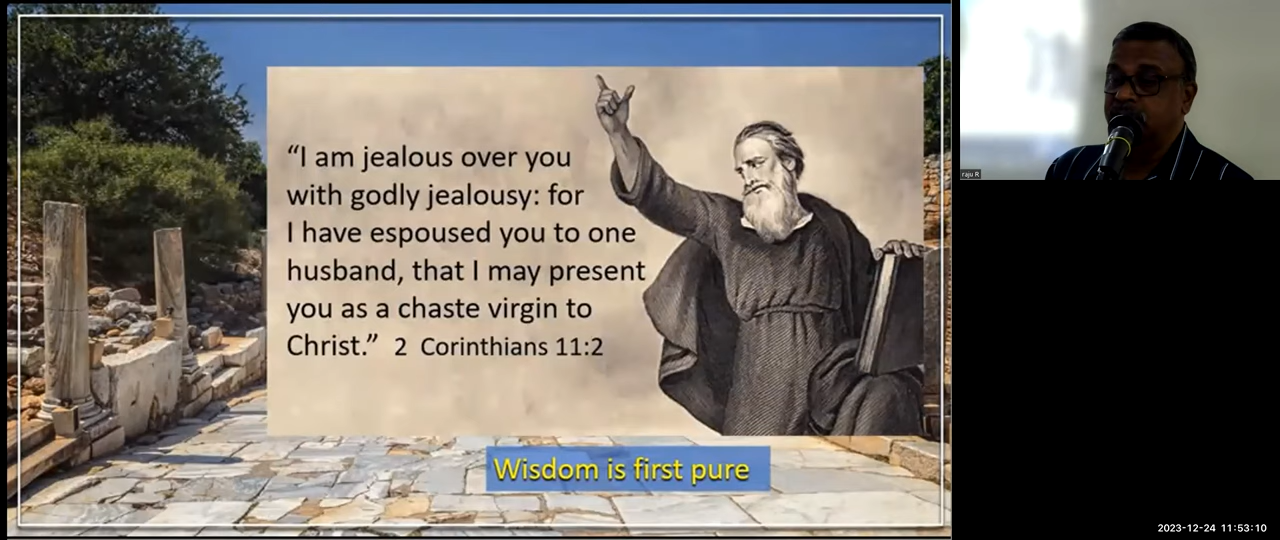 “I am jealous over you
with godly jealousy: for
I have espoused you to one
husband, that I may present
you as a chaste virgin to
Christ.” 2 Corinthians 11:2
Wisdom is first pure
raju R
2023-12-24 11:53:10